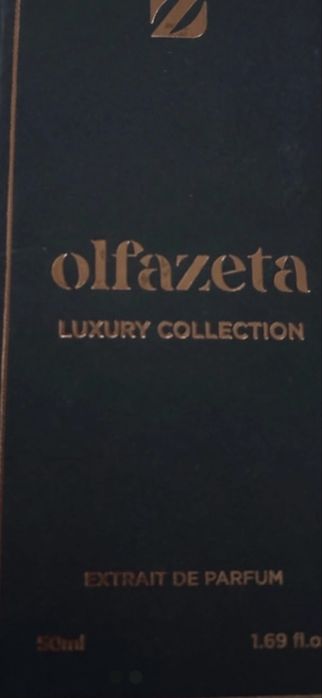 Z
olfazeta
LUXURY COLLECTION
EXTRAIT DE PARFUM
50ml 1.69 fl.o